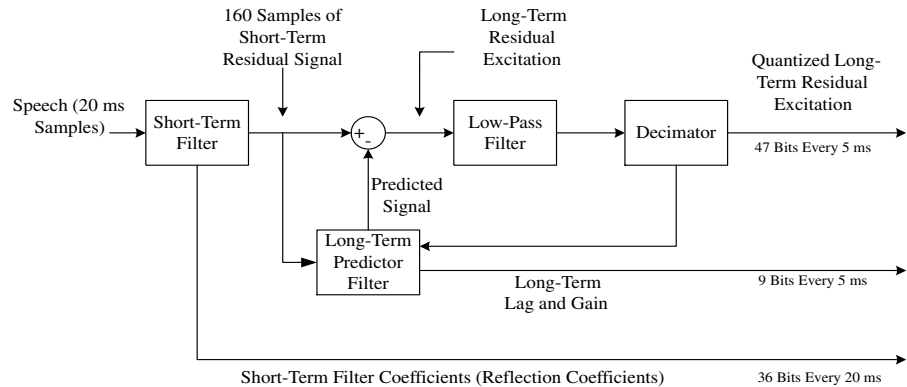 160 Samples of
Short-Term
Residual Signal
Long-Term
Residual
Excitation
Quantized Long-
Term Residual
Excitation
Speech (20 ms
Samples)
Short-Term
Filter
+
-
Low-Pass
Filter
Decimator
47 Bits Every 5 ms
Predicted
Signal
Long-Term
Predictor
Filter
Long-Term
Lag and Gain
9 Bits Every 5 ms
Short-Term Filter Coefficients (Reflection Coefficients)
36 Bits Every 20 ms